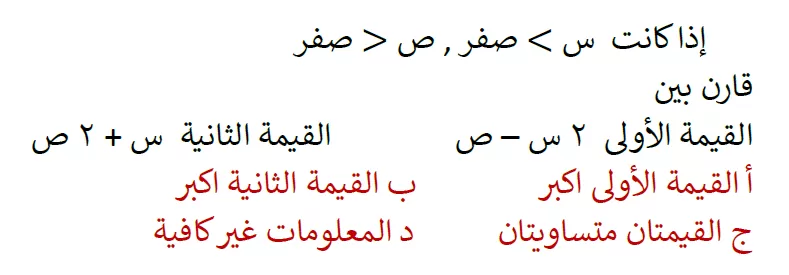 إذا كانت س > صفر , ص < صفر
قارن بين
القيمة الأولى ٢ س – ص القيمة الثانية س + ٢ ص
أ القيمة الأولى اكبر ب القيمة الثانية اكبر
ج القيمتان متساويتان د المعلومات غير كافية